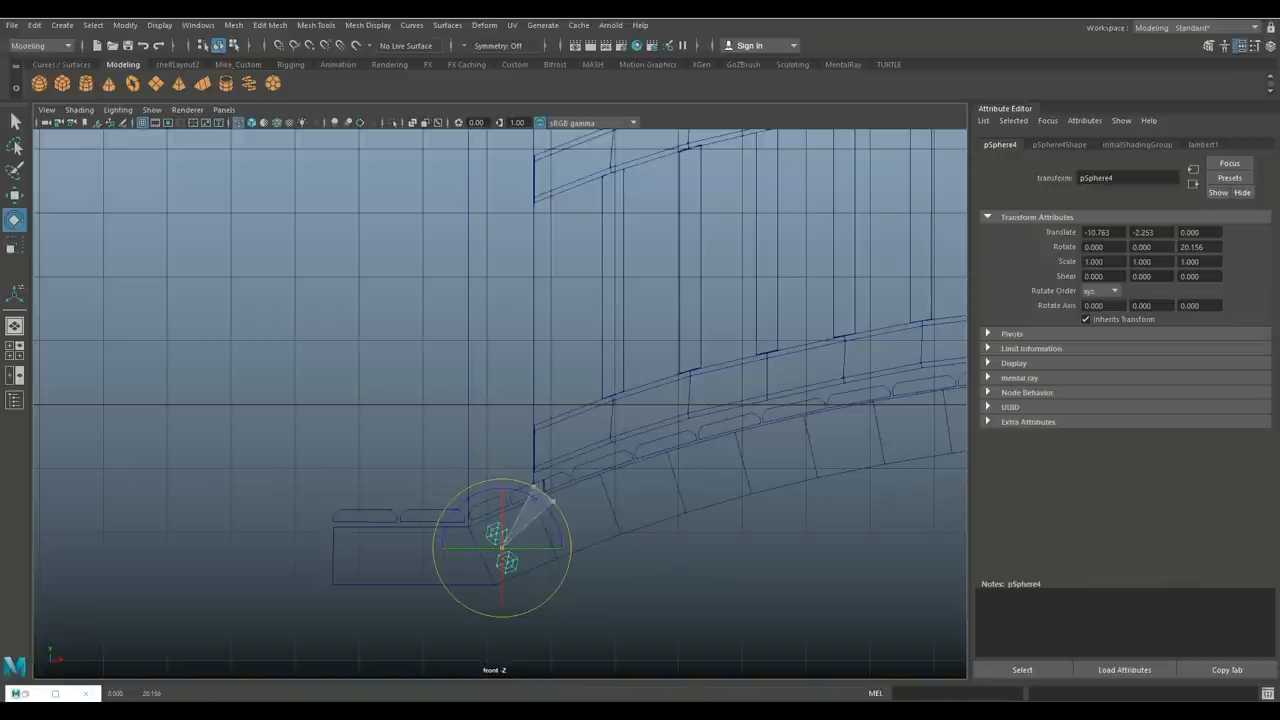 File Edit Create Select Modify Display Windows Mesh Edit Mesh Mesh Tools Mesh Display Curves Surfaces Deform UV Generate Cache Arnold Help
Workspace: Modeling - Standard*
Modeling No Live Surface Symmetry: Off Sign In
Curves / Surfaces Modeling shelfLayout2 Mike_Custom Rigging Animation Rendering FX FX Caching Custom Bifrost MASH Motion Graphics XGen GoZBrush Sculpting MentalRay TURTLE
View Shading Lighting Show Renderer Panels
0.00 1.00 sRGB gamma
Attribute Editor
List Selected Focus Attributes Show Help
pSphere4 pSphere4Shape initialShadingGroup lambert1
Focus
transform: pSphere4 Presets
Show Hide
Transform Attributes
Translate -10.763 -2.253 0.000
Rotate 0.000 0.000 20.156
Scale 1.000 1.000 1.000
Shear 0.000 0.000 0.000
Rotate Order xyz
Rotate Axis 0.000 0.000 0.000
Inherits Transform
Pivots
Limit Information
Display
mental ray
Node Behavior
UUID
Extra Attributes
Notes: pSphere4
front -Z
Select Load Attributes Copy Tab
0.000 20.156 MEL